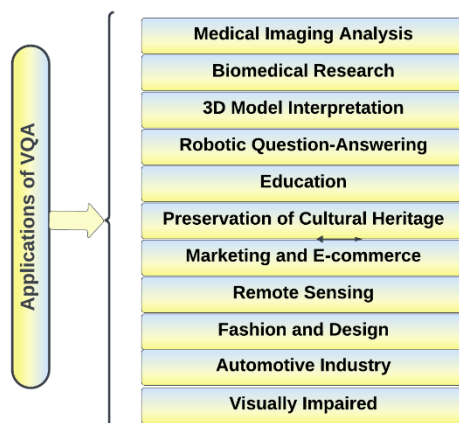 Applications of VQA
Medical Imaging Analysis
Biomedical Research
3D Model Interpretation
Robotic Question-Answering
Education
Preservation of Cultural Heritage
Marketing and E-commerce
Remote Sensing
Fashion and Design
Automotive Industry
Visually Impaired